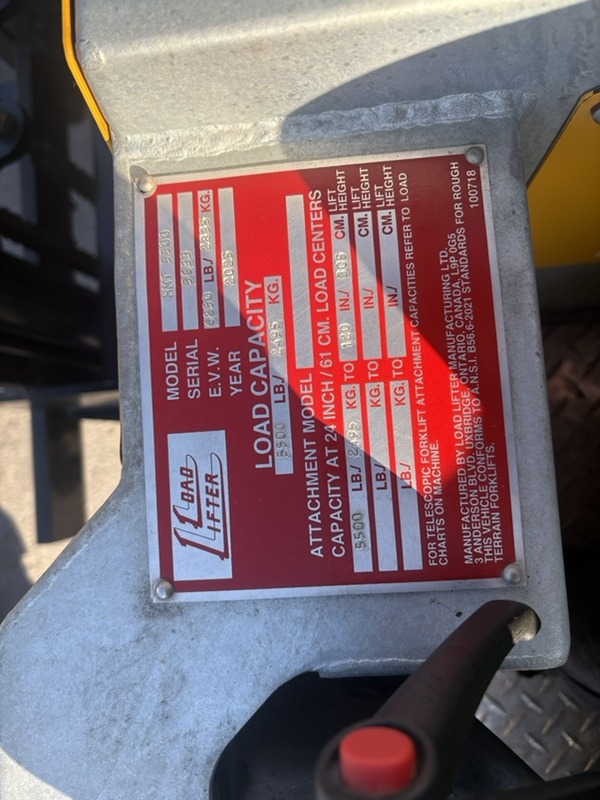 LOAD LIFTER
MODEL
SERIAL
E.V.W. LB./ KG.
YEAR 2025
LOAD CAPACITY
5500 LB./ 2495 KG.
ATTACHMENT MODEL
CAPACITY AT 24 INCH / 61 CM. LOAD CENTERS
5500 LB./ 2495 KG. TO 120 IN./ 305 CM. LIFT HEIGHT
LB./ KG. TO IN./ CM. LIFT HEIGHT
LB./ KG. TO IN./ CM. LIFT HEIGHT
FOR TELESCOPIC FORKLIFT ATTACHMENT CAPACITIES REFER TO LOAD
CHARTS ON MACHINE.
MANUFACTURED BY LOAD LIFTER MANUFACTURING LTD.
3 ANDERSON BLVD, UXBRIDGE, ONTARIO, CANADA, L9P 0G5
THIS VEHICLE CONFORMS TO A.N.S.I. B56.6-2021 STANDARDS FOR ROUGH
TERRAIN FORKLIFTS. 100718